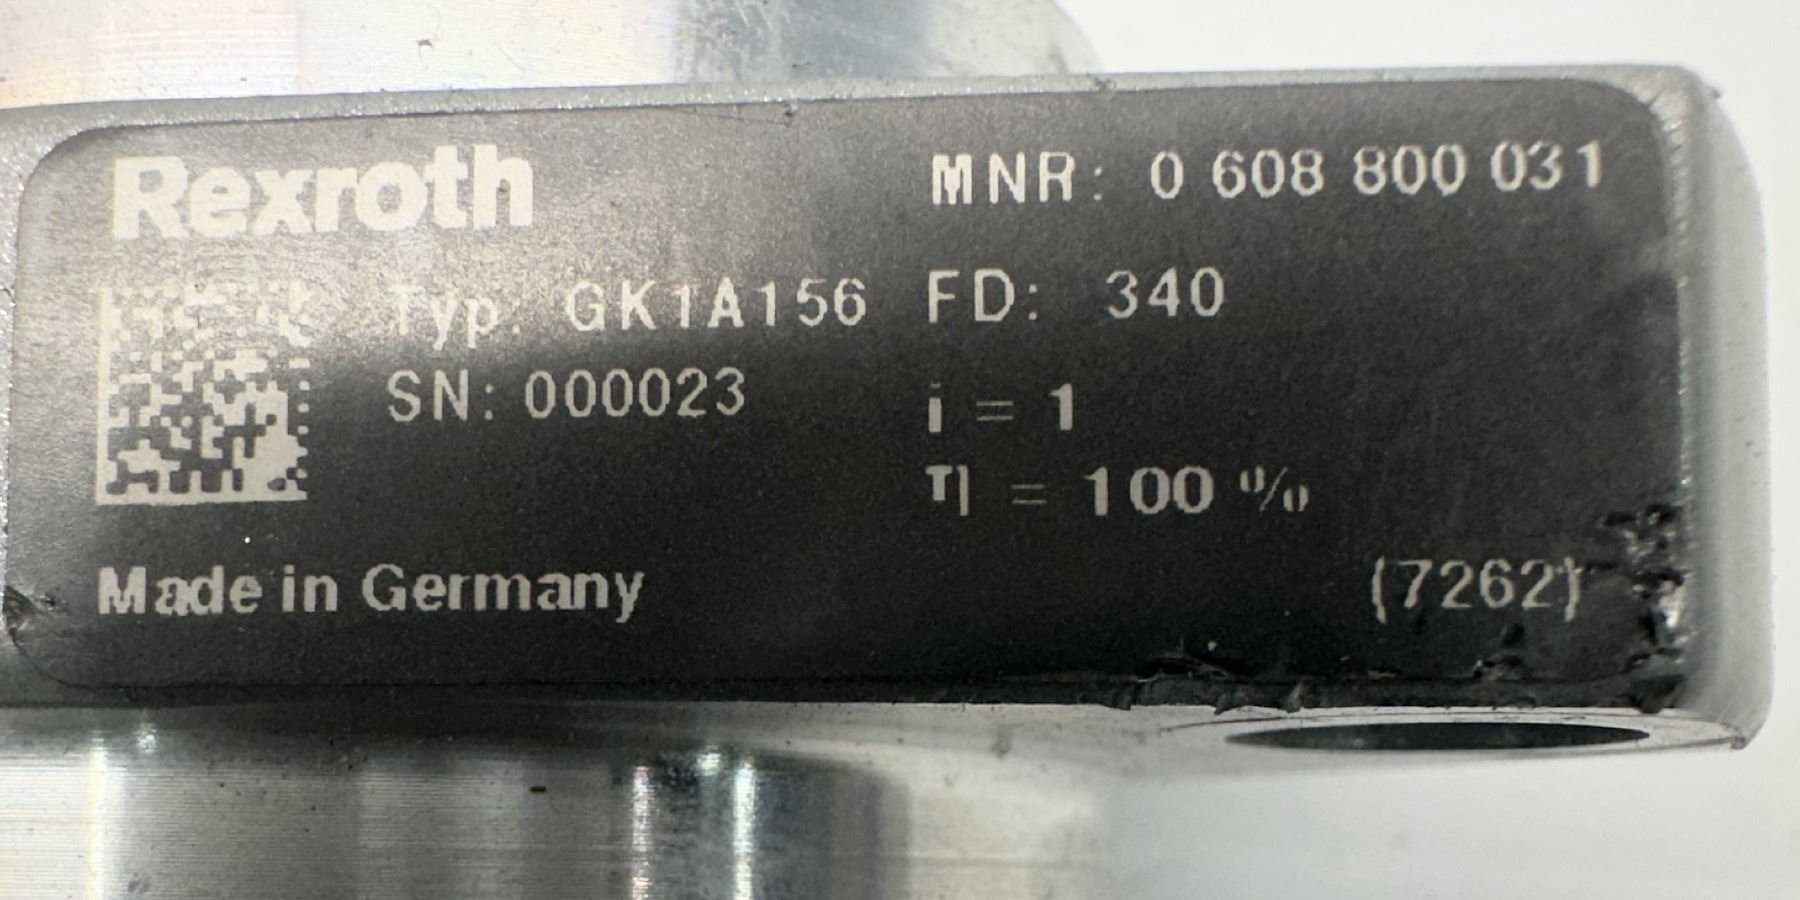 Rexroth
MNR: 0 608 800 031
Typ. GK1A156 FD: 340
SN: 000023
i = 1
η = 100 %
Made in Germany
(7262)